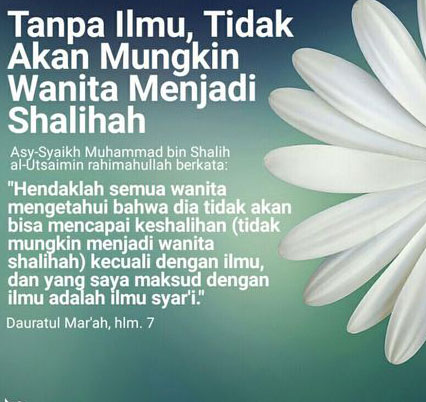 Tanpa Ilmu, Tidak
Akan Mungkin
Wanita Menjadi
Shalihah
Asy-Syaikh Muhammad bin Shalih
al-Utsaimin rahimahullah berkata:
"Hendaklah semua wanita
mengetahui bahwa dia tidak akan
bisa mencapai keshalihan (tidak
mungkin menjadi wanita
shalihah) kecuali dengan ilmu,
dan yang saya maksud dengan
ilmu adalah ilmu syar'i."
Dauratul Mar'ah, hlm. 7